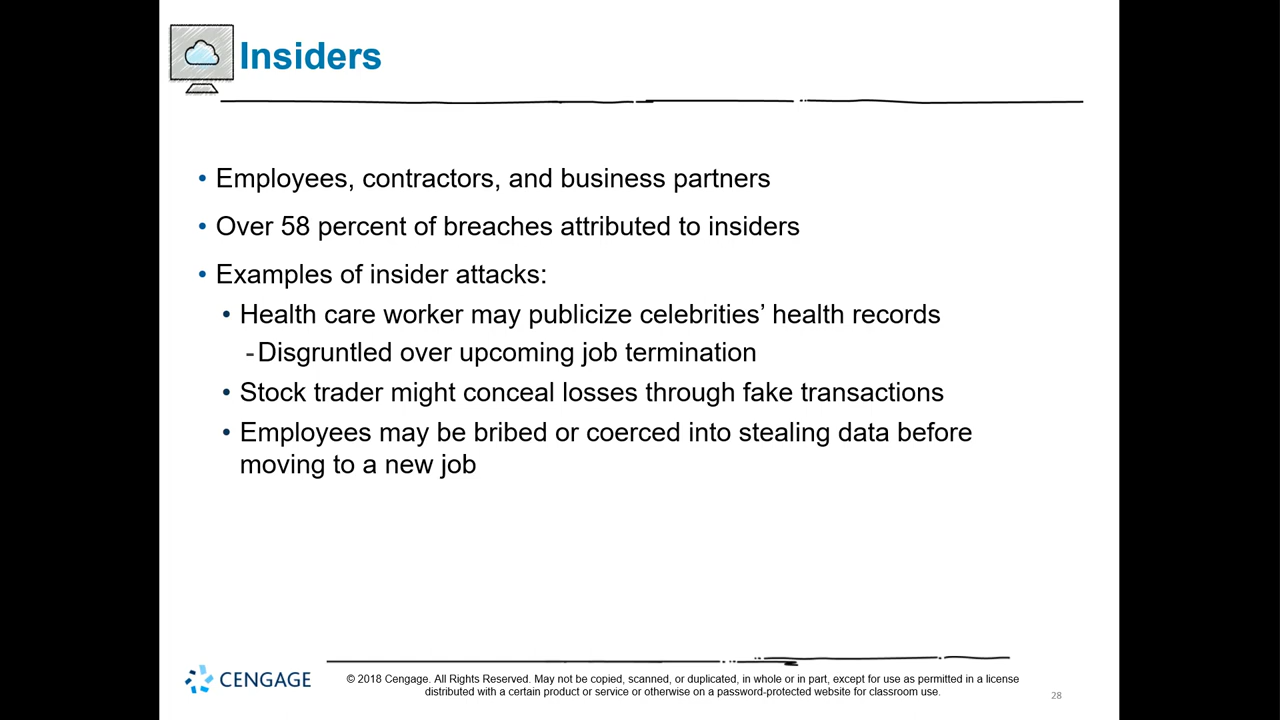 Insiders
• Employees, contractors, and business partners
• Over 58 percent of breaches attributed to insiders
• Examples of insider attacks:
• Health care worker may publicize celebrities’ health records
-Disgruntled over upcoming job termination
• Stock trader might conceal losses through fake transactions
• Employees may be bribed or coerced into stealing data before
moving to a new job
CENGAGE
© 2018 Cengage. All Rights Reserved. May not be copied, scanned, or duplicated, in whole or in part, except for use as permitted in a license
distributed with a certain product or service or otherwise on a password-protected website for classroom use.
28